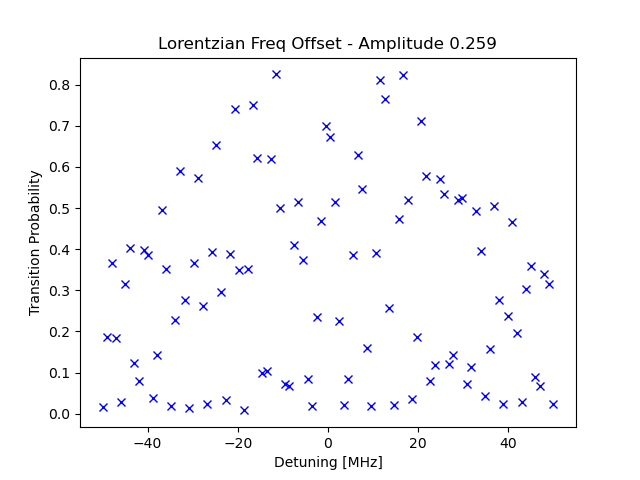 Lorentzian Freq Offset - Amplitude 0.259
Transition Probability
0.8
0.7
0.6
0.5
0.4
0.3
0.2
0.1
0.0
−40 −20 0 20 40
Detuning [MHz]